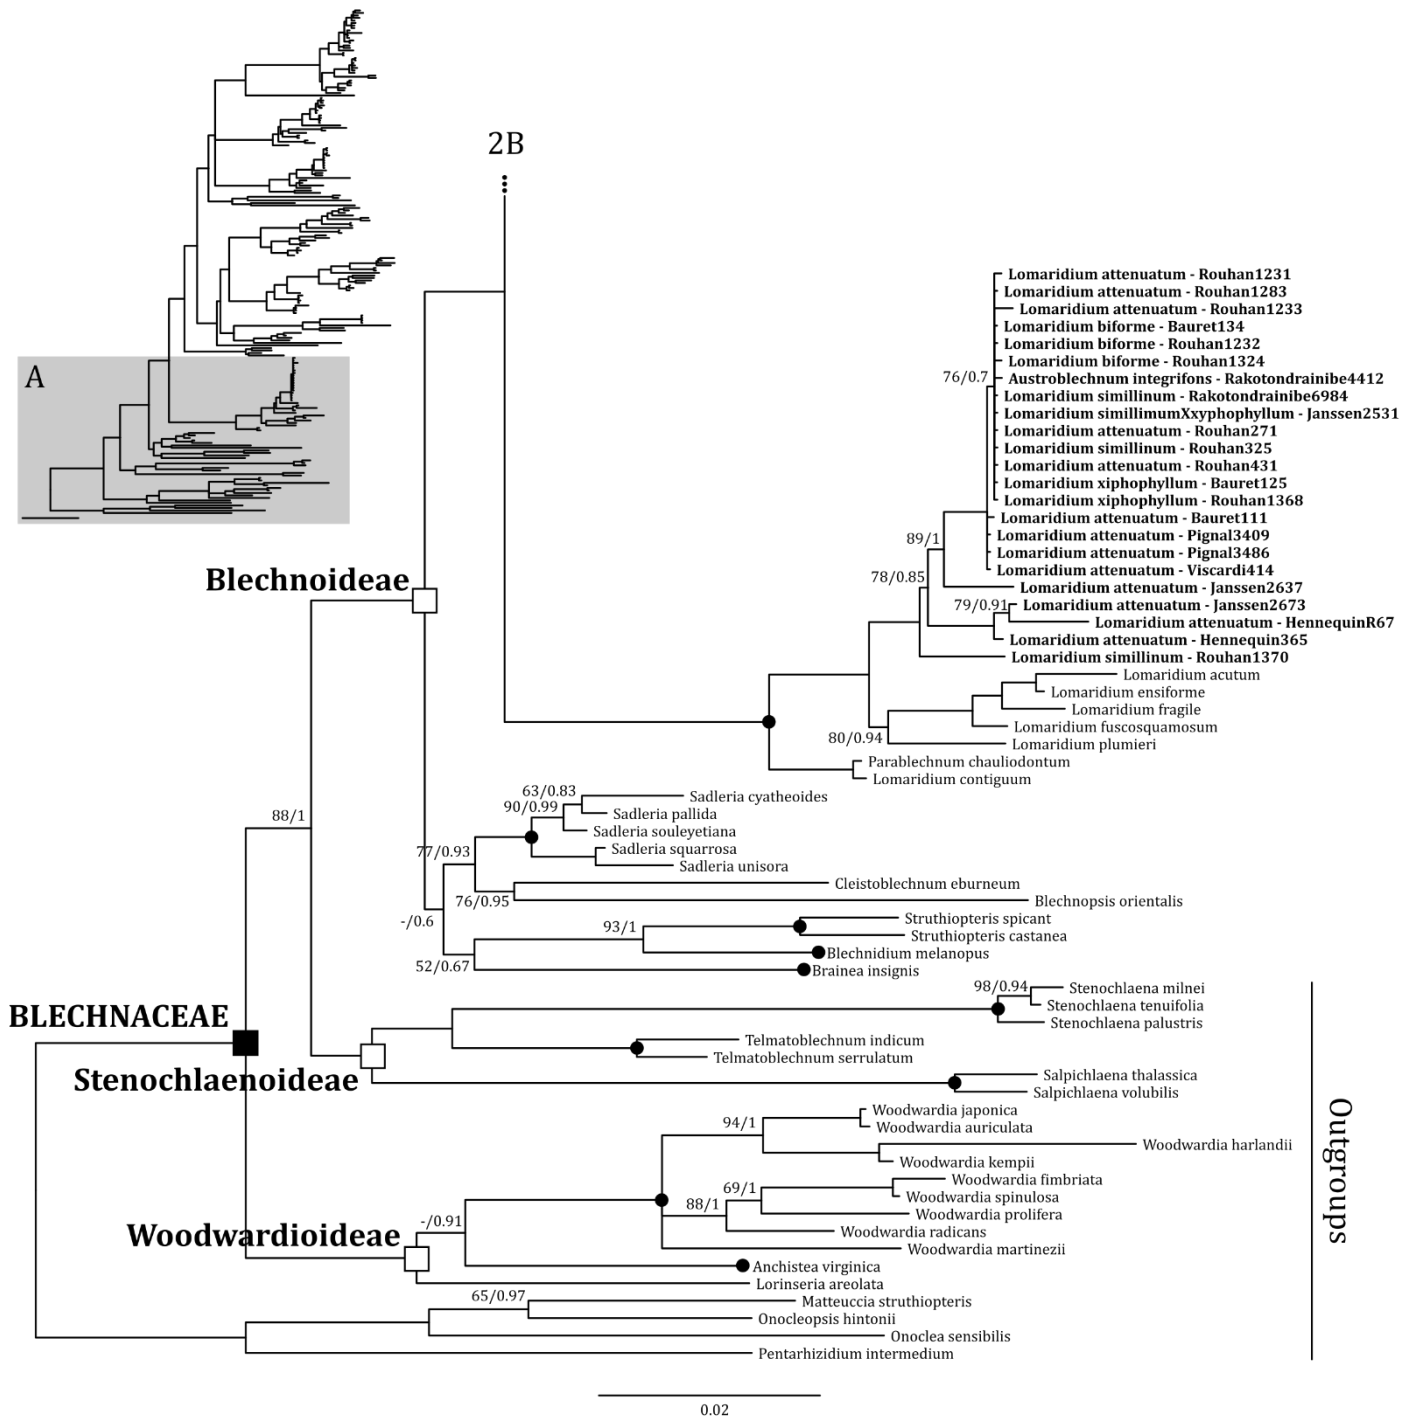 2B
A
Lomaridium attenuatum - Rouhan1231
Lomaridium attenuatum - Rouhan1283
Lomaridium attenuatum - Rouhan1233
Lomaridium biforme - Bauret134
Lomaridium biforme - Rouhan1232
Lomaridium biforme - Rouhan1324
76/0.7
Austroblechnum integrifons - Rakotondrainibe4412
Lomaridium simillinum - Rakotondrainibe6984
Lomaridium simillimumXxyphophyllum - Janssen2531
Lomaridium attenuatum - Rouhan271
Lomaridium simillinum - Rouhan325
Lomaridium attenuatum - Rouhan431
Lomaridium xiphophyllum - Bauret125
Lomaridium xiphophyllum - Rouhan1368
Lomaridium attenuatum - Bauret111
Lomaridium attenuatum - Pignal3409
89/1
Lomaridium attenuatum - Pignal3486
Lomaridium attenuatum - Viscardi414
78/0.85
Blechnoideae
Lomaridium attenuatum - Janssen2637
79/0.91
Lomaridium attenuatum - Janssen2673
Lomaridium attenuatum - HennequinR67
Lomaridium attenuatum - Hennequin365
Lomaridium simillinum - Rouhan1370
Lomaridium acutum
Lomaridium ensiforme
Lomaridium fragile
Lomaridium fuscosquamosum
80/0.94
Lomaridium plumieri
Parablechnum chauliodontum
Lomaridium contiguum
63/0.83
Sadleria cyatheoides
90/0.99
Sadleria pallida
88/1
Sadleria souleyetiana
77/0.93
Sadleria squarrosa
Sadleria unisora
Cleistoblechnum eburneum
76/0.95
Blechnopsis orientalis
-/0.6
Struthiopteris spicant
93/1
Struthiopteris castanea
Blechnidium melanopus
52/0.67
Brainea insignis
98/0.94
Stenochlaena milnei
Stenochlaena tenuifolia
BLECHNACEAE
Stenochlaena palustris
Telmatoblechnum indicum
Telmatoblechnum serrulatum
Stenochlaenoideae
Salpichlaena thalassica
Salpichlaena volubilis
Woodwardia japonica
94/1
Woodwardia auriculata
Woodwardia harlandii
Woodwardia kempii
Outgroups
Woodwardia fimbriata
69/1
Woodwardia spinulosa
88/1
Woodwardia prolifera
-/0.91
Woodwardia radicans
Woodwardioideae
Woodwardia martinezii
Anchistea virginica
Lorinseria areolata
65/0.97
Matteuccia struthiopteris
Onocleopsis hintonii
Onoclea sensibilis
Pentarhizidium intermedium
0.02